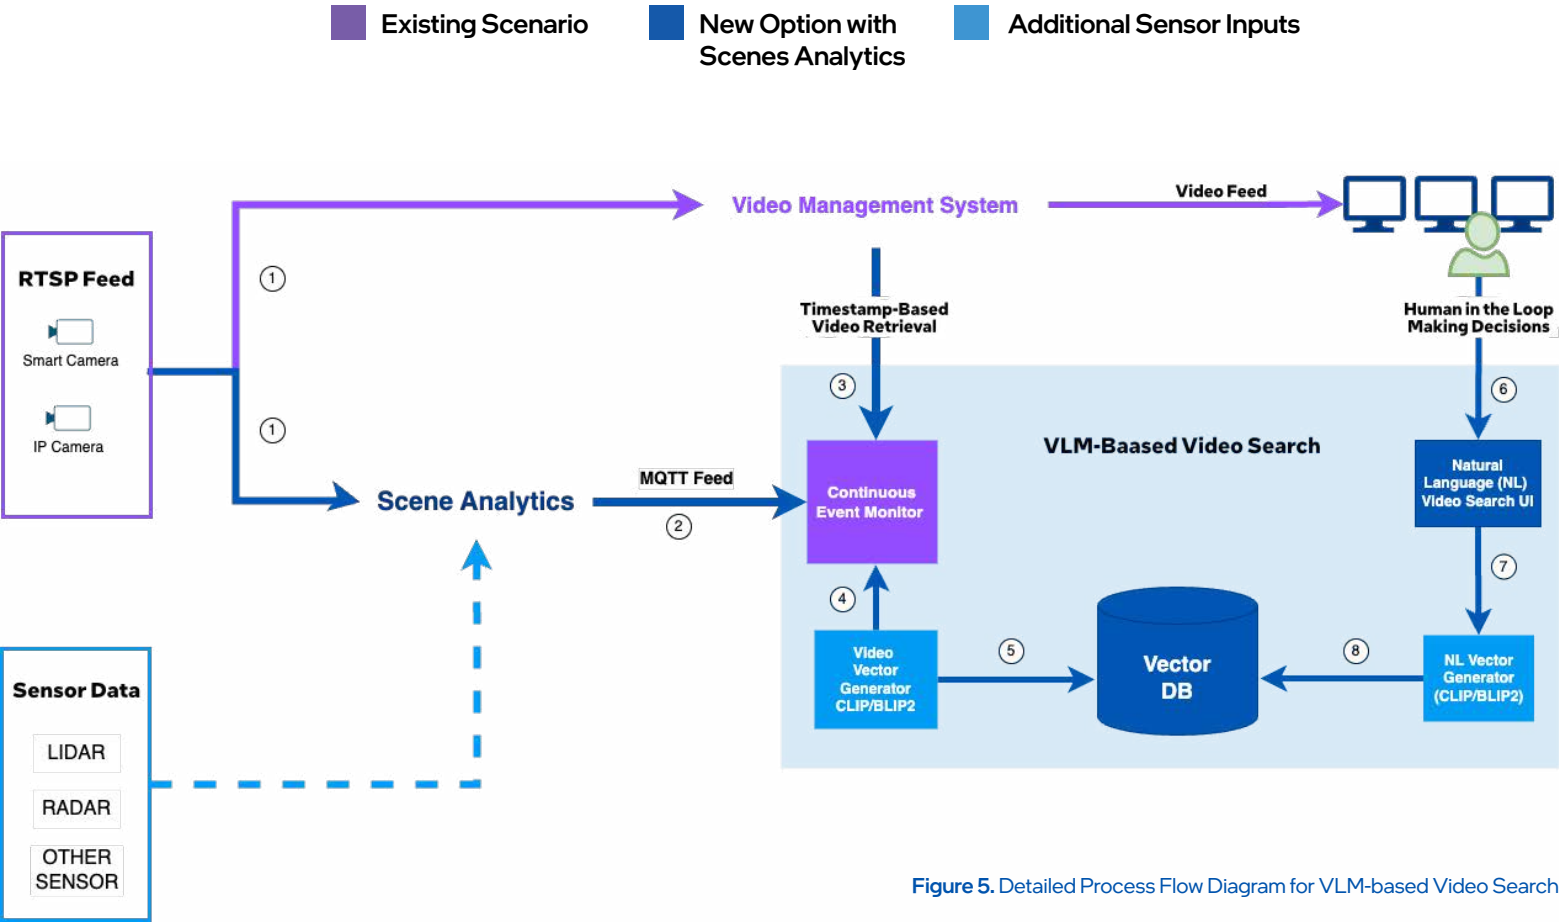 Existing Scenario
New Option with
Scenes Analytics
Additional Sensor Inputs
Video Management System
Video Feed
RTSP Feed
Smart Camera
IP Camera
1
1
Timestamp-Based
Video Retrieval
Human in the Loop
Making Decisions
3
6
VLM-Baased Video Search
Scene Analytics
MQTT Feed
2
Continuous
Event Monitor
Natural
Language (NL)
Video Search UI
7
4
Video
Vector
Generator
CLIP/BLIP2
5
Vector
DB
8
NL Vector
Generator
(CLIP/BLIP2)
Sensor Data
LIDAR
RADAR
OTHER
SENSOR
Figure 5. Detailed Process Flow Diagram for VLM-based Video Search